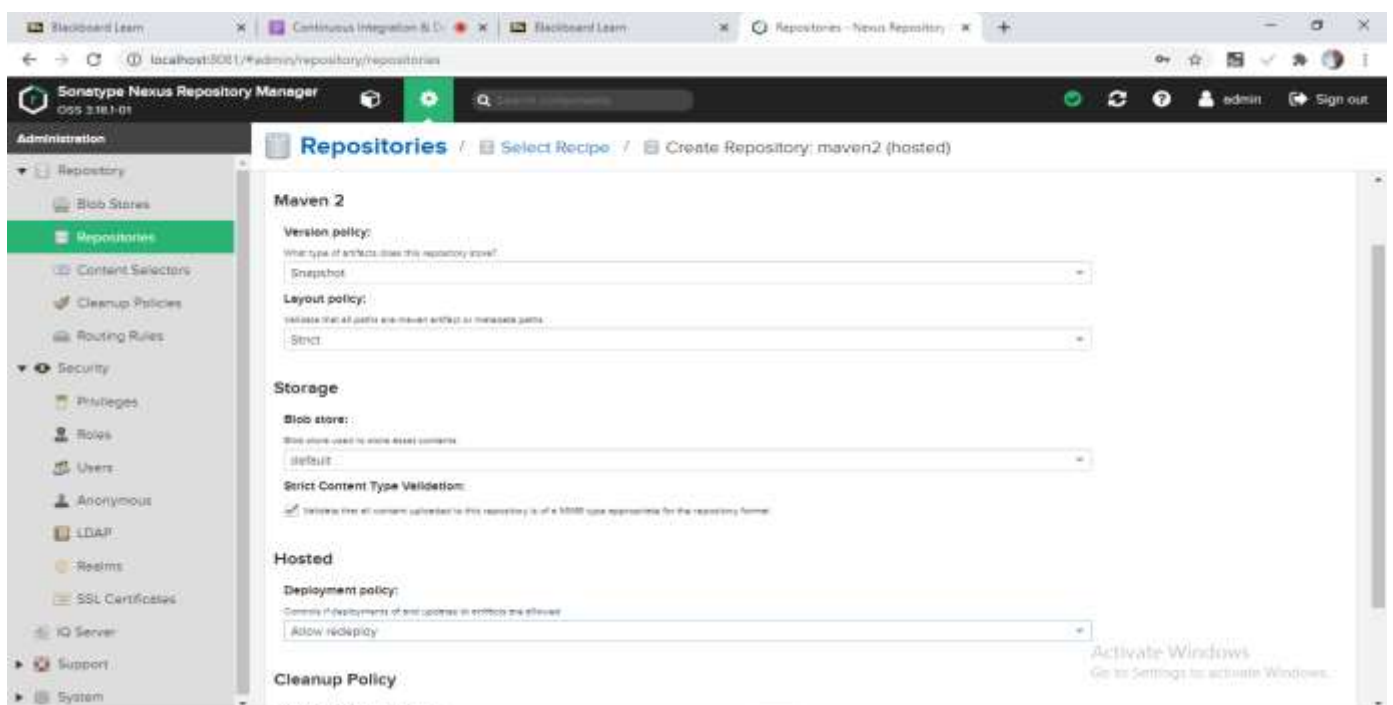 Blackboard Learn
Continuous Integration & D
Blackboard Learn
Repositories - Nexus Repository
localhost:8081/#admin/repository/repositories
Sonatype Nexus Repository Manager
OSS 3.18.1-01
Search components
admin
Sign out
Administration
Repositories / Select Recipe / Create Repository: maven2 (hosted)
Repository
Blob Stores
Repositories
Content Selectors
Cleanup Policies
Routing Rules
Security
Privileges
Roles
Users
Anonymous
LDAP
Realms
SSL Certificates
IQ Server
Support
System
Maven 2
Version policy:
What type of artifacts does this repository store?
Snapshot
Layout policy:
Validate that all paths are maven artifact or metadata paths
Strict
Storage
Blob store:
Blob store used to store asset contents
default
Strict Content Type Validation:
Validate that all content uploaded to this repository is of a MIME type appropriate for the repository format
Hosted
Deployment policy:
Controls if deployments of and updates to artifacts are allowed
Allow redeploy
Cleanup Policy
Activate Windows
Go to Settings to activate Windows.